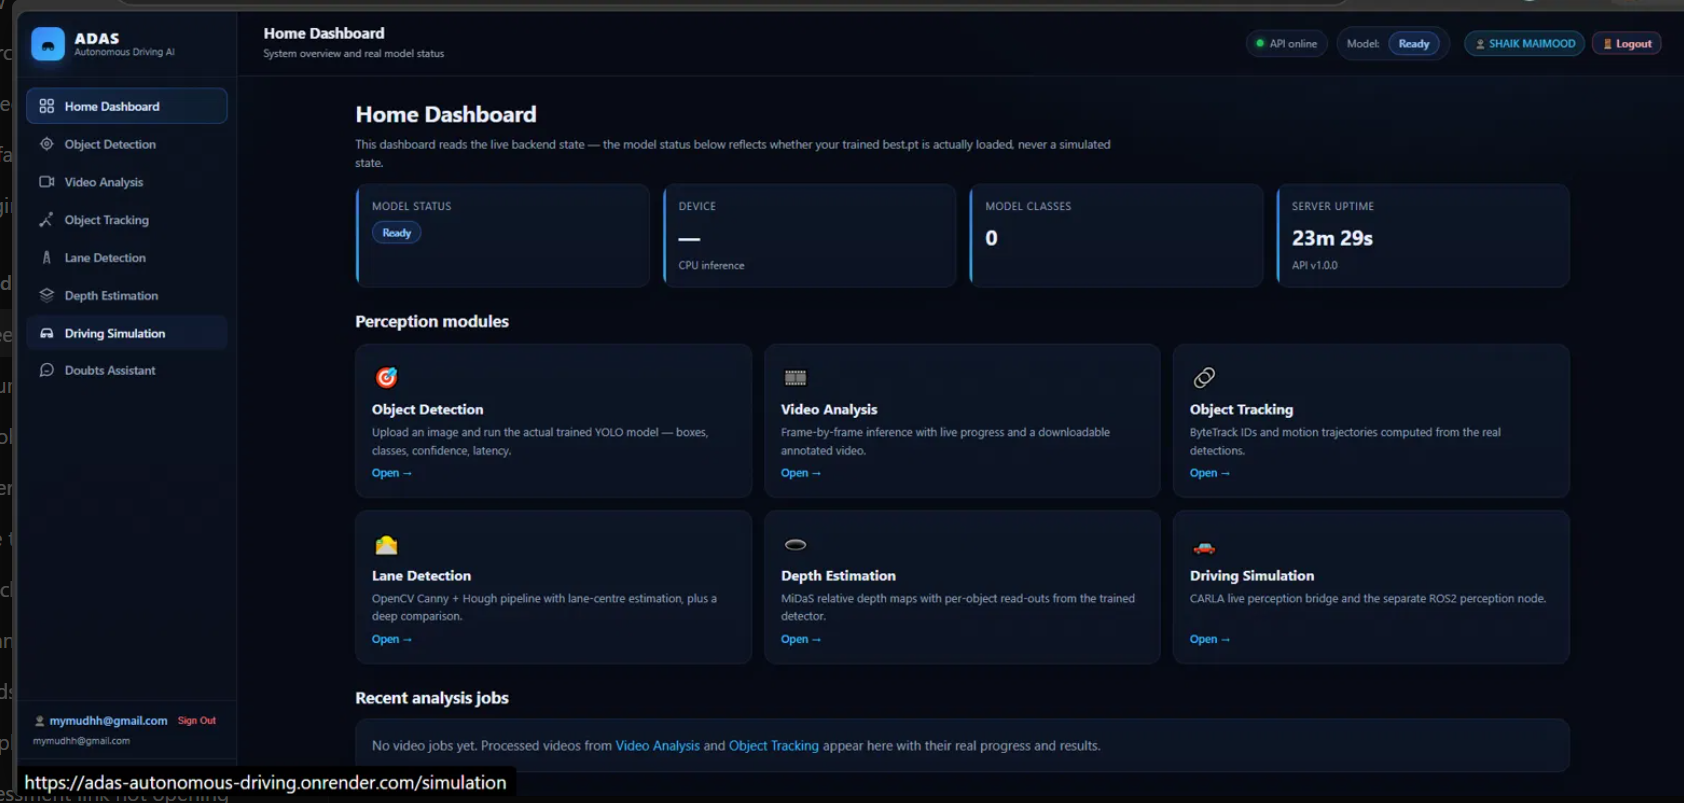 ADAS
Autonomous Driving AI
Home Dashboard
System overview and real model status
API online
Model: Ready
SHAIK MAIMOOD
Logout
Home Dashboard
Object Detection
Video Analysis
Object Tracking
Lane Detection
Depth Estimation
Driving Simulation
Doubts Assistant
Home Dashboard
This dashboard reads the live backend state — the model status below reflects whether your trained best.pt is actually loaded, never a simulated
state.
MODEL STATUS
Ready
DEVICE
—
CPU inference
MODEL CLASSES
0
SERVER UPTIME
23m 29s
API v1.0.0
Perception modules
Object Detection
Upload an image and run the actual trained YOLO model — boxes,
classes, confidence, latency.
Open →
Video Analysis
Frame-by-frame inference with live progress and a downloadable
annotated video.
Open →
Object Tracking
ByteTrack IDs and motion trajectories computed from the real
detections.
Open →
Lane Detection
OpenCV Canny + Hough pipeline with lane-centre estimation, plus a
deep comparison.
Open →
Depth Estimation
MiDaS relative depth maps with per-object read-outs from the trained
detector.
Open →
Driving Simulation
CARLA live perception bridge and the separate ROS2 perception node.
Open →
Recent analysis jobs
No video jobs yet. Processed videos from Video Analysis and Object Tracking appear here with their real progress and results.
mymudhh@gmail.com Sign Out
mymudhh@gmail.com
https://adas-autonomous-driving.onrender.com/simulation